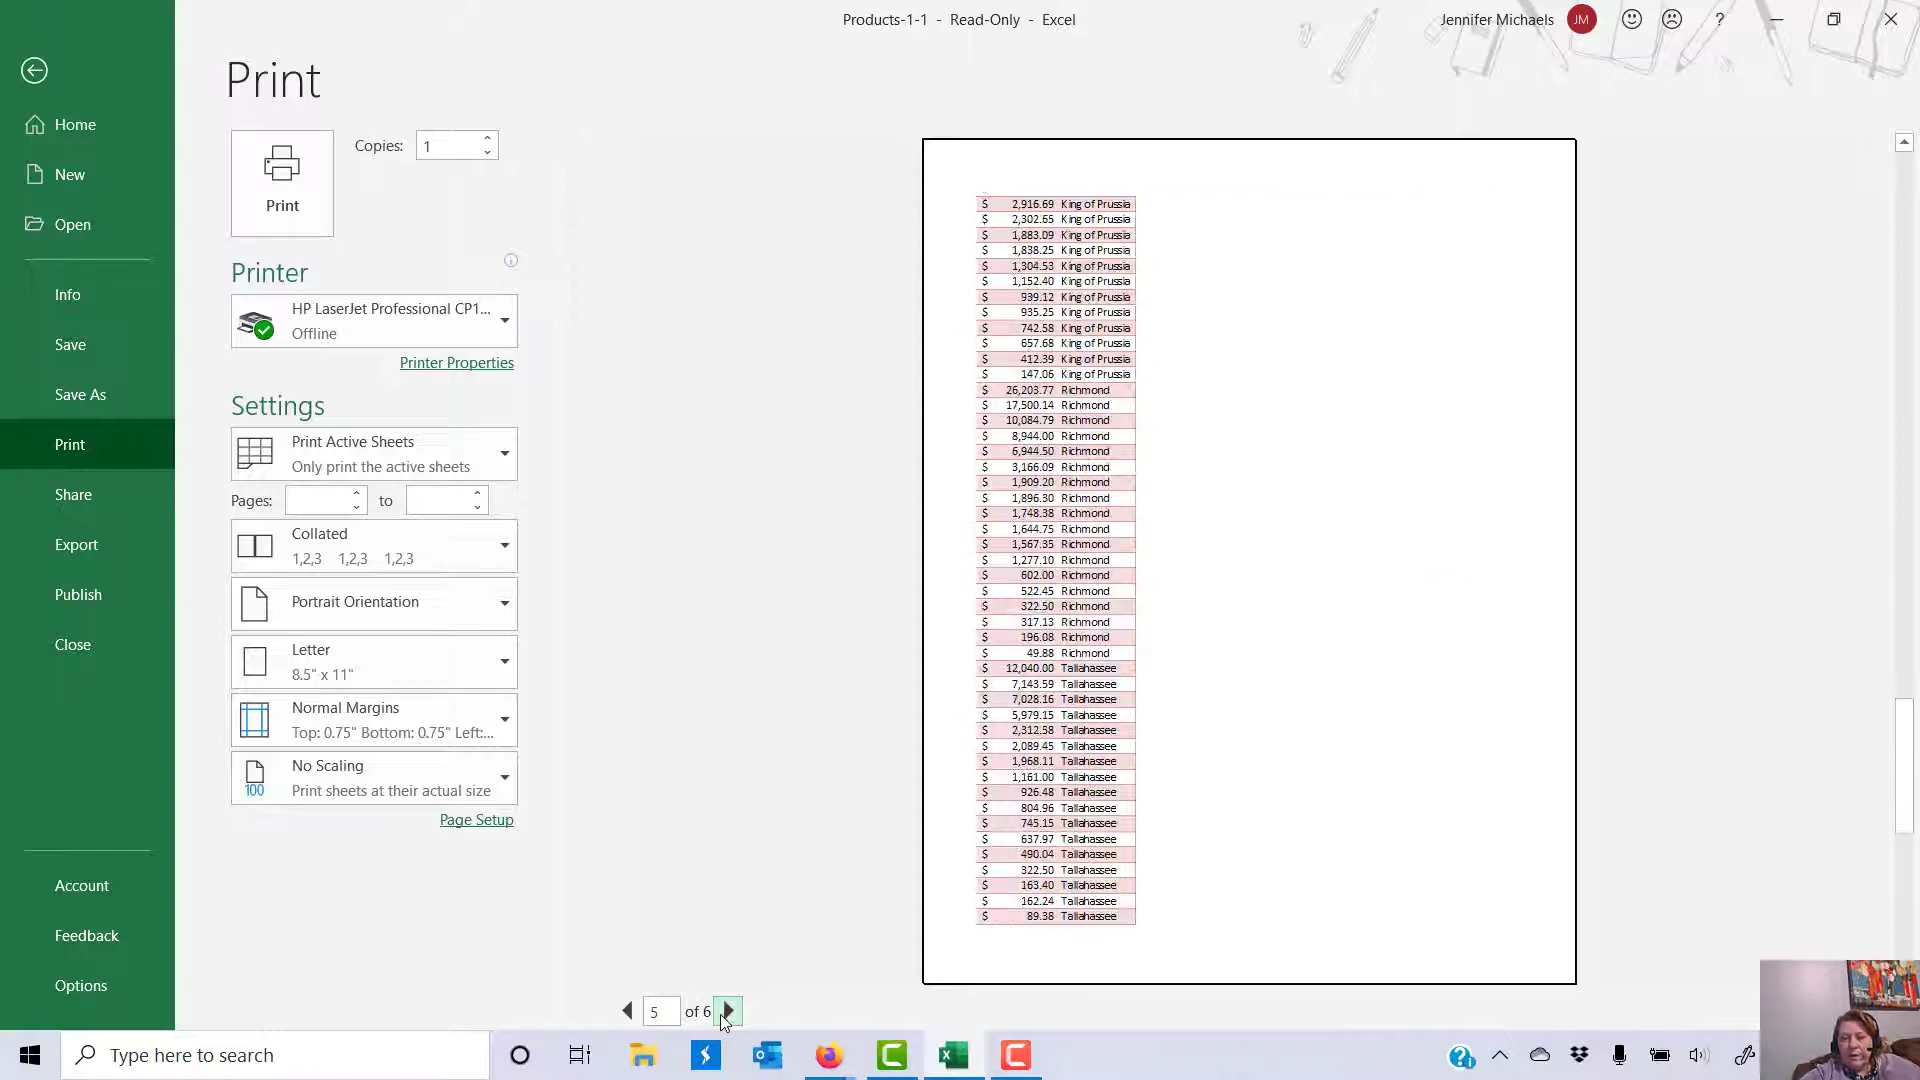 Products-1-1 - Read-Only - Excel
Jennifer Michaels JM
?
Print
Home
New
Open
Info
Save
Save As
Print
Share
Export
Publish
Close
Account
Feedback
Options
Print
Copies: 1
Printer
HP LaserJet Professional CP1...
Offline
Printer Properties
Settings
Print Active Sheets
Only print the active sheets
Pages: to
Collated
1,2,3 1,2,3 1,2,3
Portrait Orientation
Letter
8.5" x 11"
Normal Margins
Top: 0.75" Bottom: 0.75" Left:...
No Scaling
Print sheets at their actual size
100
Page Setup
$ 2,916.69 King of Prussia
$ 2,302.65 King of Prussia
$ 1,883.09 King of Prussia
$ 1,838.25 King of Prussia
$ 1,304.53 King of Prussia
$ 1,152.40 King of Prussia
$ 939.12 King of Prussia
$ 935.25 King of Prussia
$ 742.58 King of Prussia
$ 657.68 King of Prussia
$ 412.39 King of Prussia
$ 147.06 King of Prussia
$ 26,203.77 Richmond
$ 17,500.14 Richmond
$ 10,084.79 Richmond
$ 8,944.00 Richmond
$ 6,944.50 Richmond
$ 3,166.09 Richmond
$ 1,909.20 Richmond
$ 1,896.30 Richmond
$ 1,748.38 Richmond
$ 1,644.75 Richmond
$ 1,567.35 Richmond
$ 1,277.10 Richmond
$ 602.00 Richmond
$ 522.45 Richmond
$ 322.50 Richmond
$ 317.13 Richmond
$ 196.08 Richmond
$ 49.88 Richmond
$ 12,040.00 Tallahassee
$ 7,143.59 Tallahassee
$ 7,028.16 Tallahassee
$ 5,979.15 Tallahassee
$ 2,312.58 Tallahassee
$ 2,089.45 Tallahassee
$ 1,968.11 Tallahassee
$ 1,161.00 Tallahassee
$ 926.48 Tallahassee
$ 804.96 Tallahassee
$ 745.15 Tallahassee
$ 637.97 Tallahassee
$ 490.04 Tallahassee
$ 322.50 Tallahassee
$ 163.40 Tallahassee
$ 162.24 Tallahassee
$ 89.38 Tallahassee
5 of 6
Type here to search